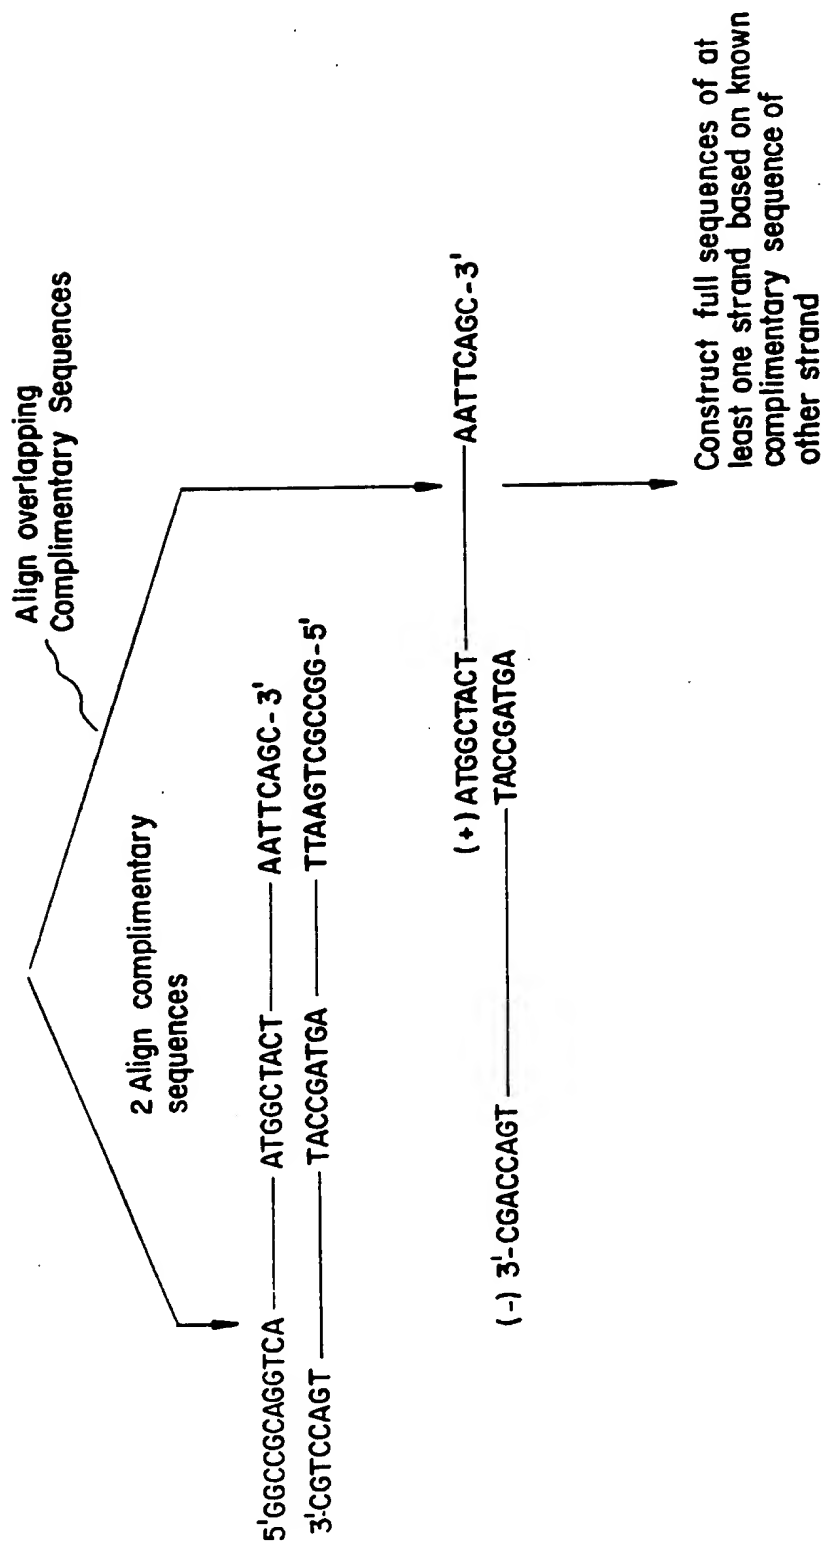 Align overlapping
Complimentary Sequences
2 Align complimentary
sequences
5'GGCCGCAGGTCA ATGGCTACT AATTCAGC-3'
3'-CGTCCAGT TACCGATGA TTAAGTCGCCGG-5'
(+) ATGGCTACT AATTCAGC-3'
(-) 3'-CGACCAGT TACCGATGA
Construct full sequences of at
least one strand based on known
complimentary sequence of
other strand